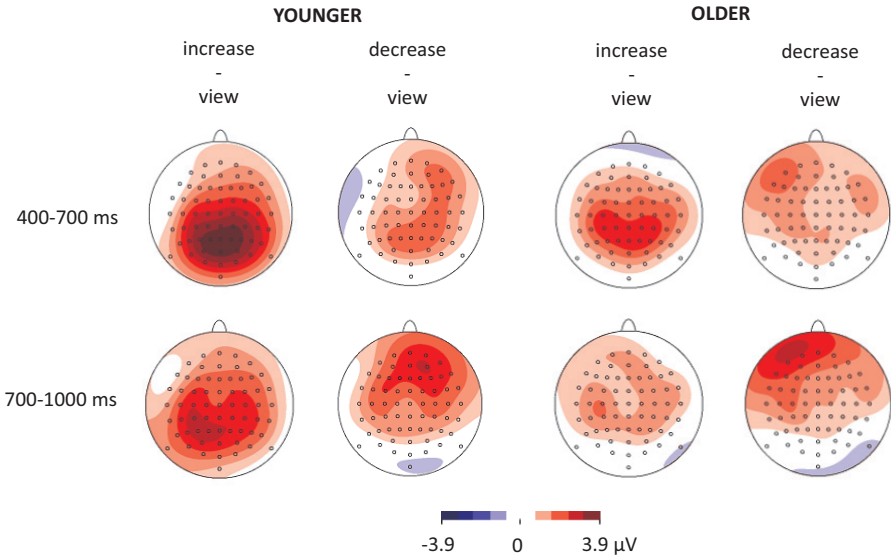 YOUNGER OLDER
increase decrease increase decrease
- - - -
view view view view
400-700 ms
700-1000 ms
-3.9 0 3.9 µV